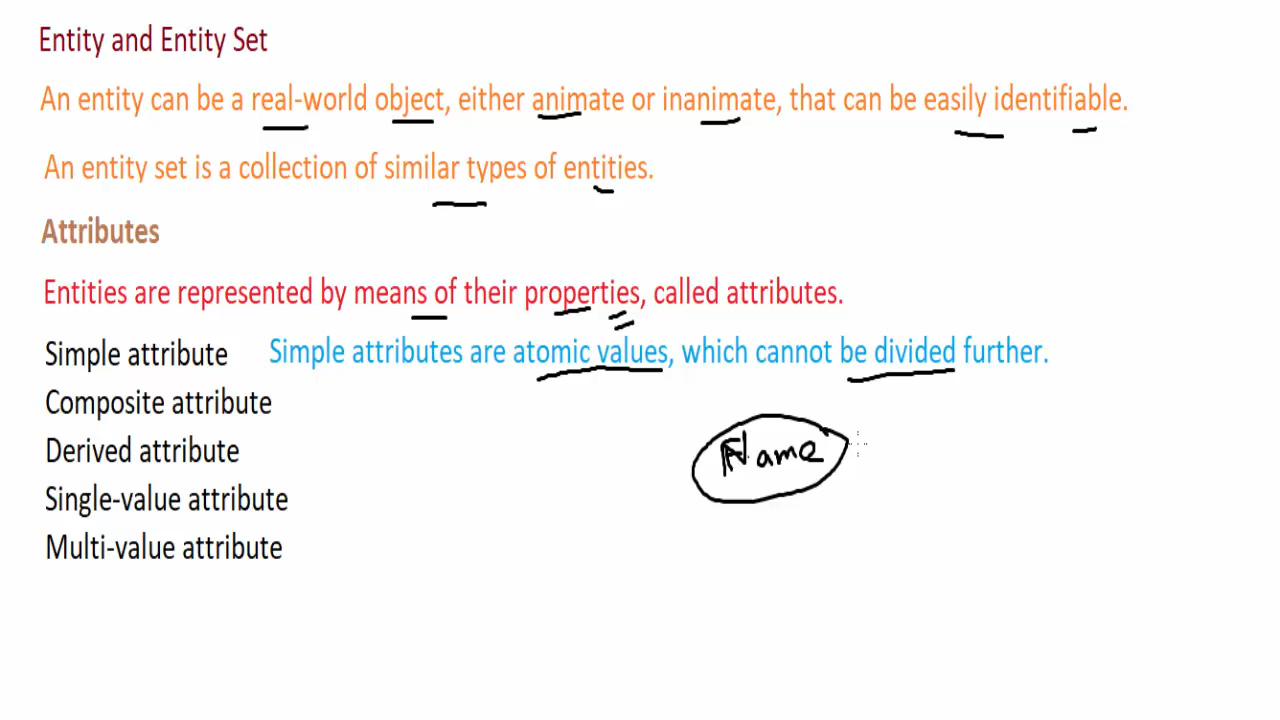 Entity and Entity Set
An entity can be a real-world object, either animate or inanimate, that can be easily identifiable.
An entity set is a collection of similar types of entities.
Attributes
Entities are represented by means of their properties, called attributes.
Simple attribute Simple attributes are atomic values, which cannot be divided further.
Composite attribute
Name
Derived attribute
Single-value attribute
Multi-value attribute